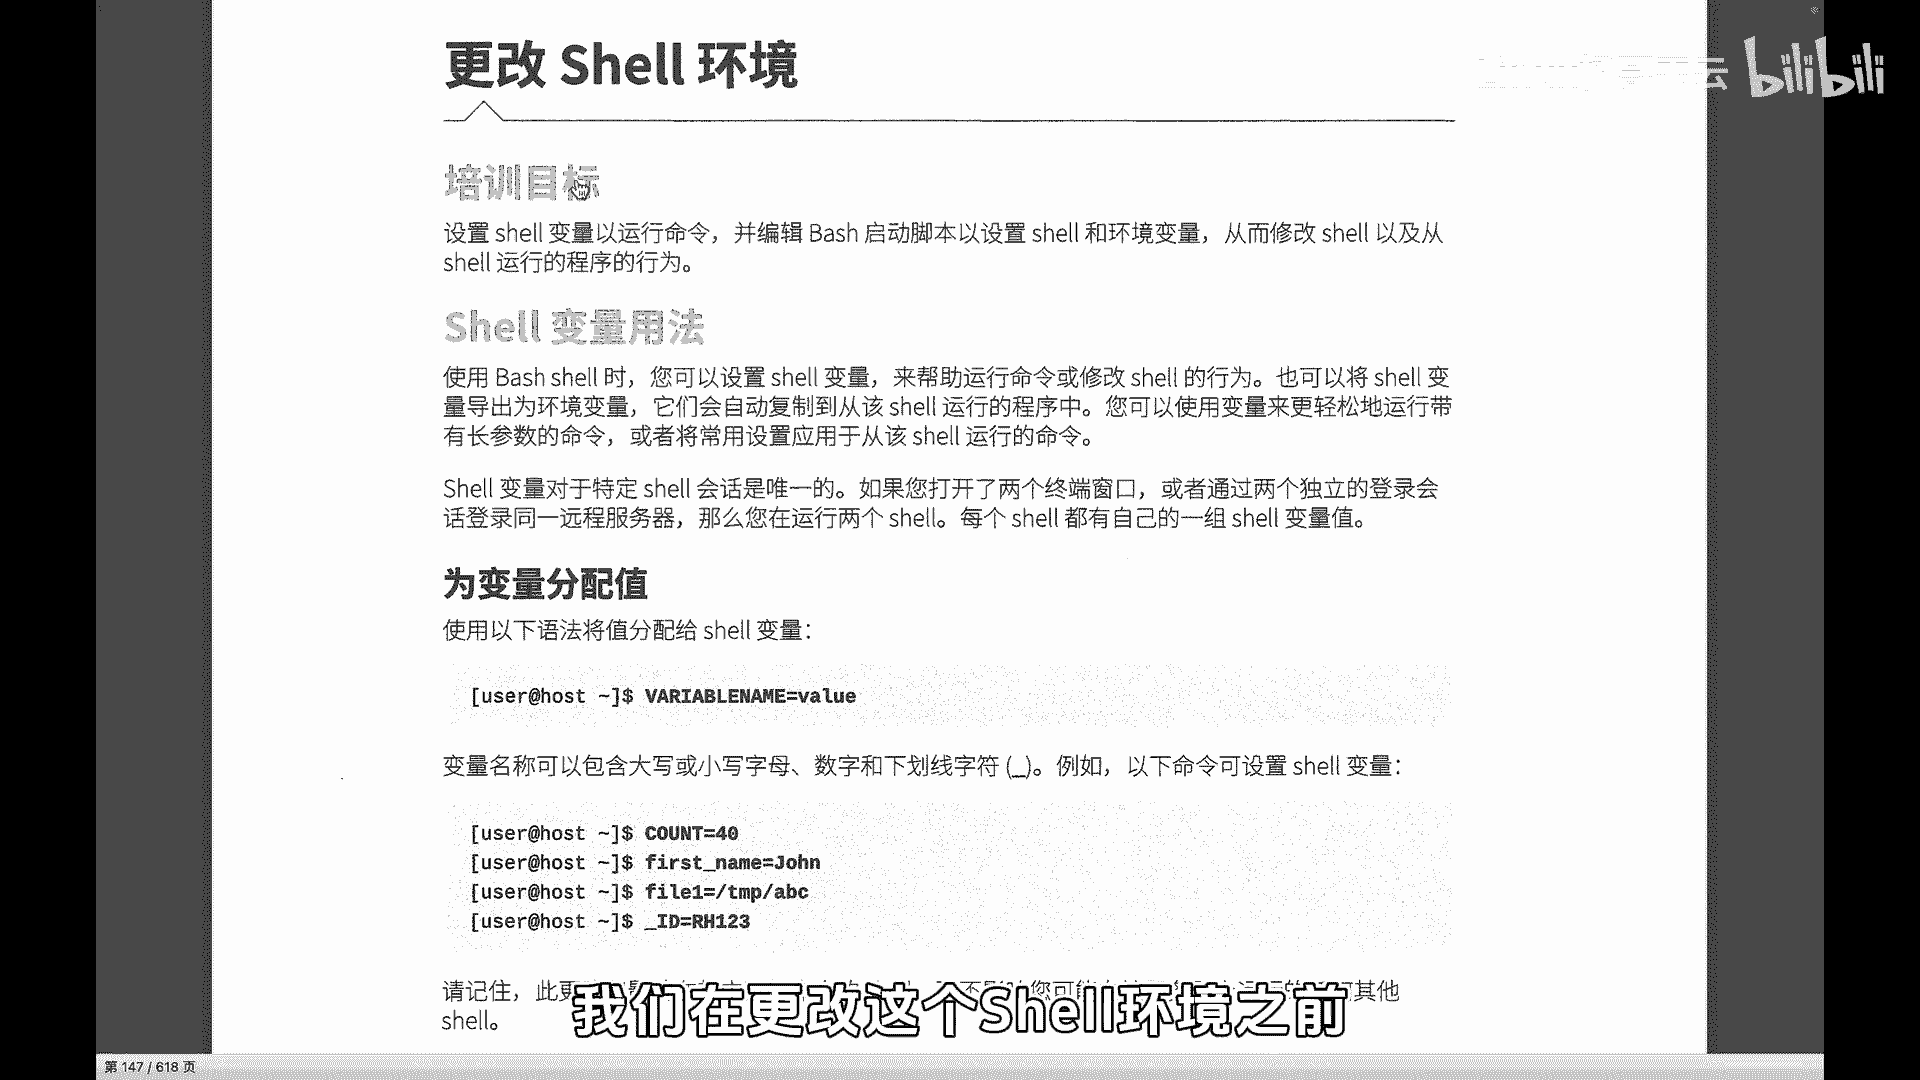 更改 Shell 环境
云 bilibili
培训目标
设置 shell 变量以运行命令，并编辑 Bash 启动脚本以设置 shell 和环境变量，从而修改 shell 以及从
shell 运行的程序的行为。
Shell 变量用法
使用 Bash shell 时，您可以设置 shell 变量，来帮助运行命令或修改 shell 的行为。也可以将 shell 变
量导出为环境变量，它们会自动复制到从该 shell 运行的程序中。您可以使用变量来更轻松地运行带
有长参数的命令，或者将常用设置应用于从该 shell 运行的命令。
Shell 变量对于特定 shell 会话是唯一的。如果您打开了两个终端窗口，或者通过两个独立的登录会
话登录同一远程服务器，那么您在运行两个 shell。每个 shell 都有自己的一组 shell 变量值。
为变量分配值
使用以下语法将值分配给 shell 变量：
[user@host ~]$ VARIABLENAME=value
变量名称可以包含大写或小写字母、数字和下划线字符 (_)。例如，以下命令可设置 shell 变量：
[user@host ~]$ COUNT=40
[user@host ~]$ first_name=John
[user@host ~]$ file1=/tmp/abc
[user@host ~]$ _ID=RH123
请记住，此更 其他
shell。
我们在更改这个Shell环境之前
第 147 / 618 页